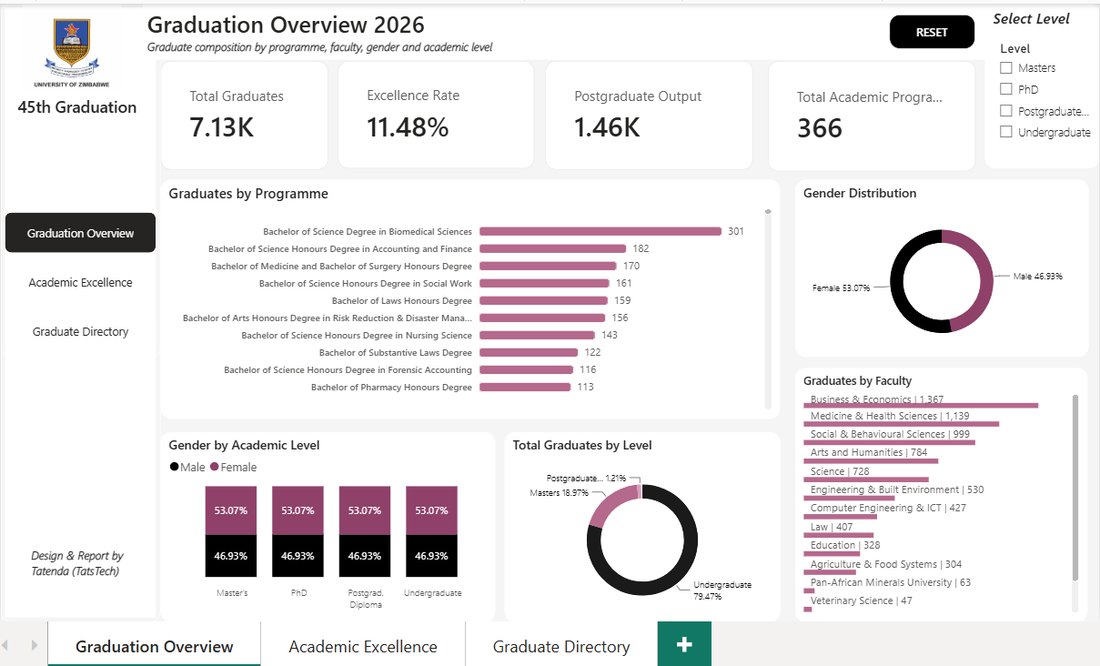 Graduation Overview 2026
Graduate composition by programme, faculty, gender and academic level
UNIVERSITY OF ZIMBABWE
45th Graduation
RESET
Select Level
Level
Masters
PhD
Postgraduate...
Undergraduate
Total Graduates
7.13K
Excellence Rate
11.48%
Postgraduate Output
1.46K
Total Academic Progra...
366
Graduation Overview
Academic Excellence
Graduate Directory
Graduates by Programme
Bachelor of Science Degree in Biomedical Sciences 301
Bachelor of Science Honours Degree in Accounting and Finance 182
Bachelor of Medicine and Bachelor of Surgery Honours Degree 170
Bachelor of Science Honours Degree in Social Work 161
Bachelor of Laws Honours Degree 159
Bachelor of Arts Honours Degree in Risk Reduction & Disaster Mana... 156
Bachelor of Science Honours Degree in Nursing Science 143
Bachelor of Substantive Laws Degree 122
Bachelor of Science Honours Degree in Forensic Accounting 116
Bachelor of Pharmacy Honours Degree 113
Gender Distribution
Male 46.93%
Female 53.07%
Gender by Academic Level
Male Female
53.07% 53.07% 53.07% 53.07%
46.93% 46.93% 46.93% 46.93%
Master's PhD Postgrad. Undergraduate
Diploma
Total Graduates by Level
Postgraduate... 1.21%
Masters 18.97%
Undergraduate
79.47%
Graduates by Faculty
Business & Economics | 1,367
Medicine & Health Sciences | 1,139
Social & Behavioural Sciences | 999
Arts and Humanities | 784
Science | 728
Engineering & Built Environment | 530
Computer Engineering & ICT | 427
Law | 407
Education | 328
Agriculture & Food Systems | 304
Pan-African Minerals University | 63
Veterinary Science | 47
Design & Report by
Tatenda (TatsTech)
Graduation Overview
Academic Excellence
Graduate Directory
+